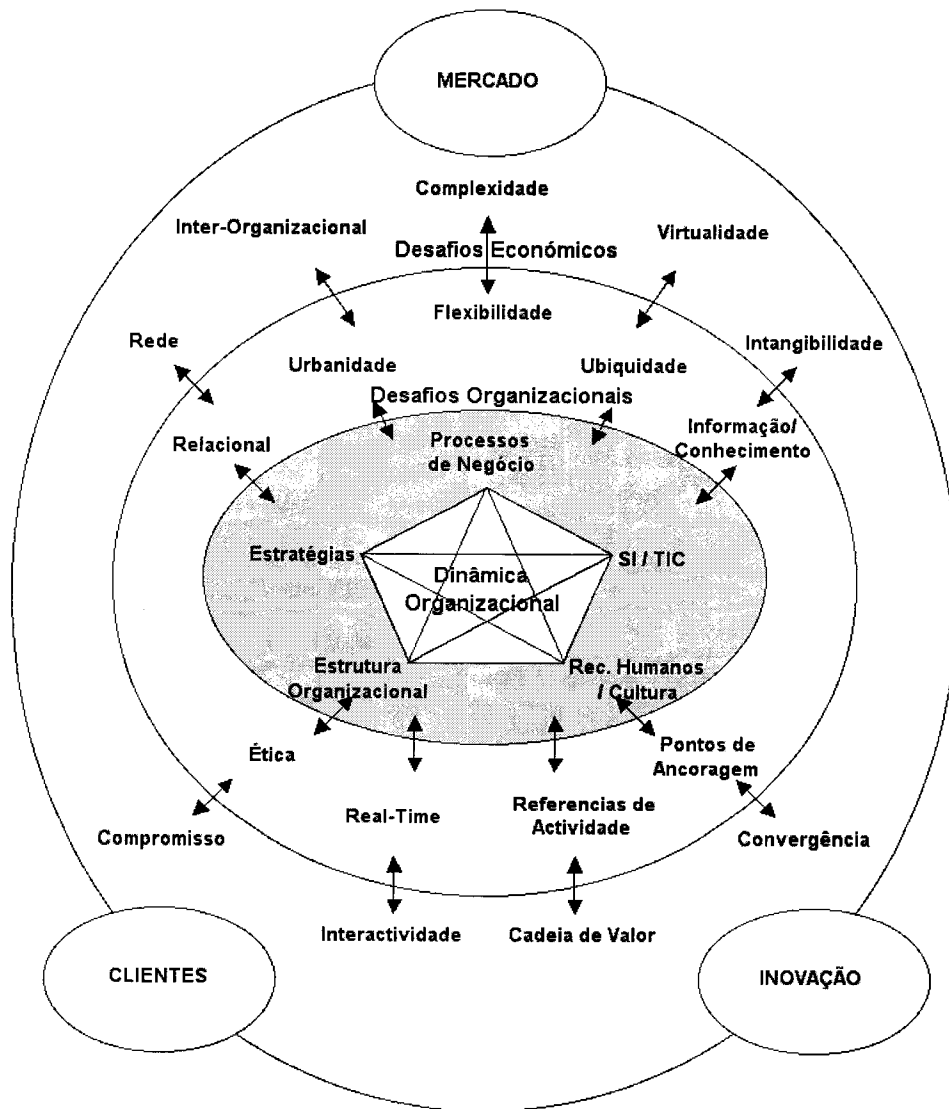 MERCADO
Complexidade
Inter-Organizacional
Virtualidade
Desafios Económicos
Flexibilidade
Rede
Intangibilidade
Urbanidade
Ubiquidade
Desafios Organizacionais
Relacional
Informação/
Conhecimento
Processos
de Negócio
Estratégias
SI / TIC
Dinâmica
Organizacional
Estrutura
Organizacional
Rec. Humanos
/ Cultura
Ética
Pontos de
Ancoragem
Real-Time
Referencias de
Actividade
Compromisso
Convergência
Interactividade
Cadeia de Valor
CLIENTES
INOVAÇÃO